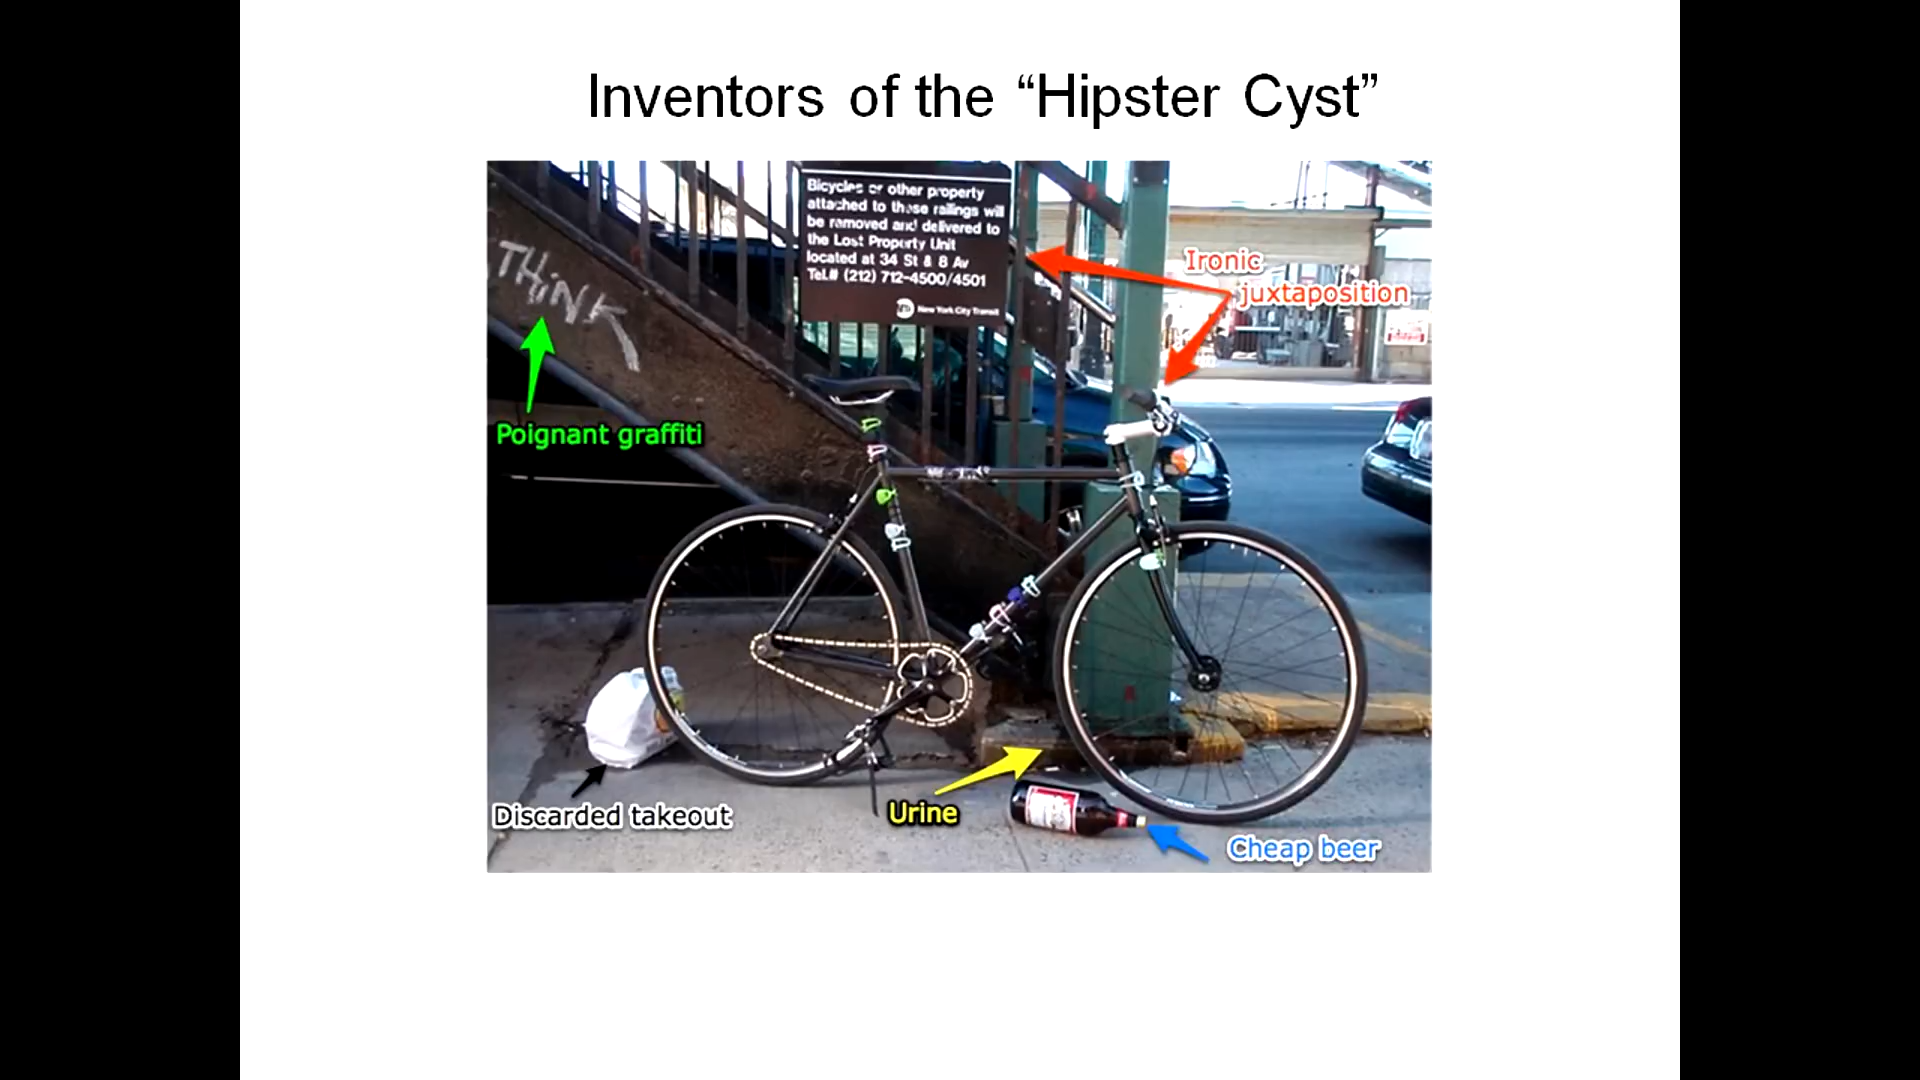 Inventors of the “Hipster Cyst”
Bicycles or other property
attached to these railings will
be removed and delivered to
the Lost Property Unit
located at 34 St & 8 Av
Tel.# (212) 712-4500/4501
New York City Transit
THiNK
Ironic
juxtaposition
Poignant graffiti
Discarded takeout
Urine
Cheap beer